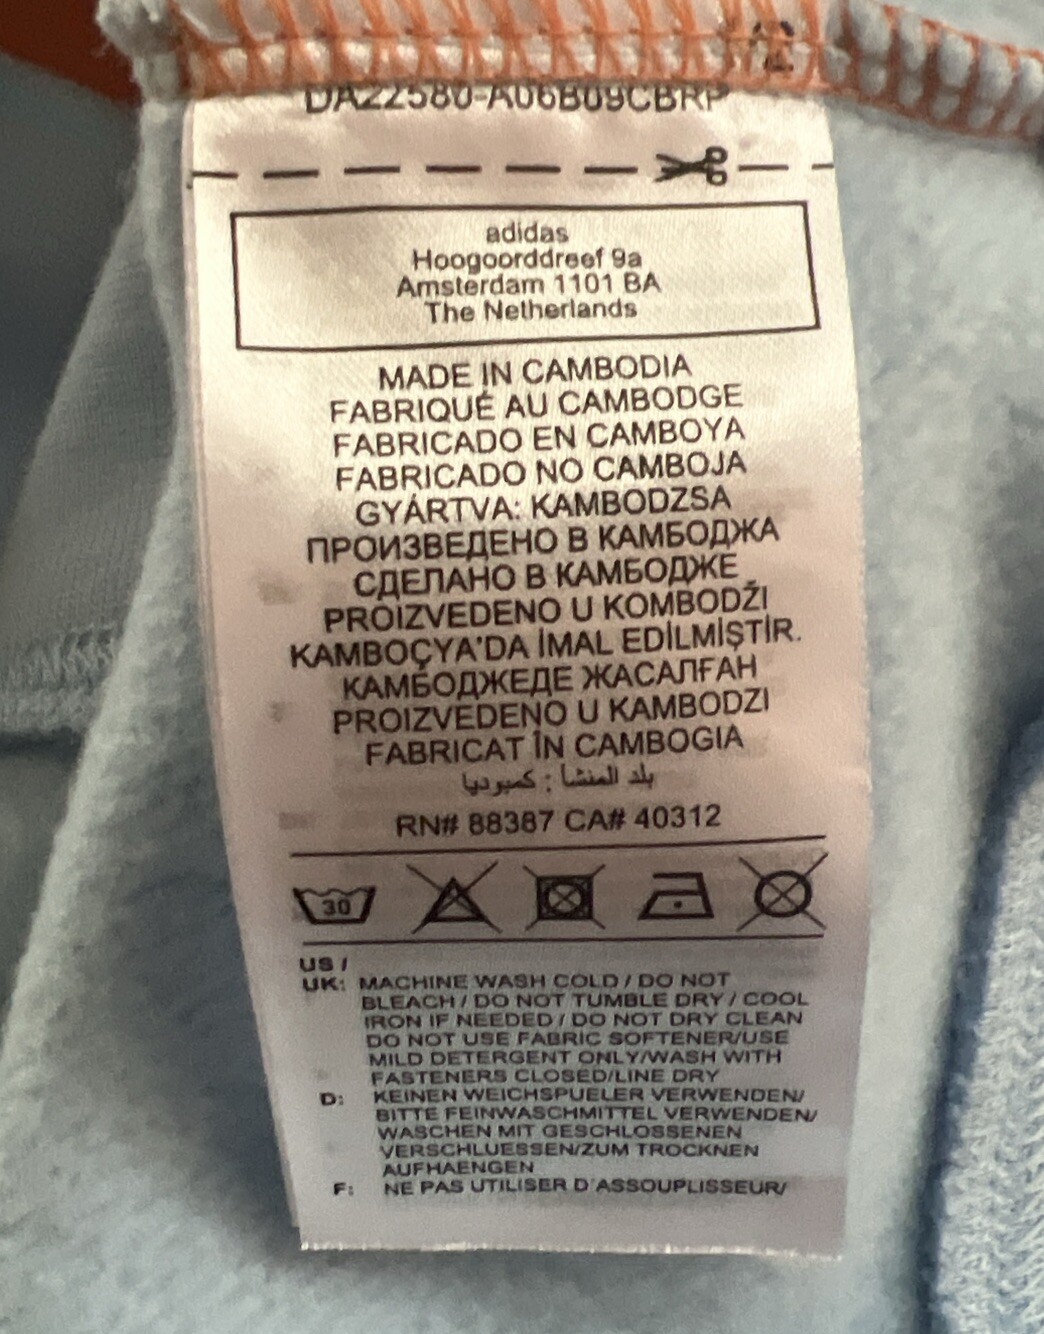 DA22580-A06B09CBRP
adidas
Hoogoorddreef 9a
Amsterdam 1101 BA
The Netherlands
MADE IN CAMBODIA
FABRIQUÉ AU CAMBODGE
FABRICADO EN CAMBOYA
FABRICADO NO CAMBOJA
GYÁRTVA: KAMBODZSA
ПРОИЗВЕДЕНО В КАМБОДЖА
СДЕЛАНО В КАМБОДЖЕ
PROIZVEDENO U KOMBODŽI
KAMBOÇYA'DA İMAL EDİLMİŞTİR.
КАМБОДЖЕДЕ ЖАСАЛҒАН
PROIZVEDENO U KAMBODZI
FABRICAT ÎN CAMBOGIA
بلد المنشأ : كمبوديا
RN# 88387 CA# 40312
30
US /
UK: MACHINE WASH COLD / DO NOT
BLEACH / DO NOT TUMBLE DRY / COOL
IRON IF NEEDED / DO NOT DRY CLEAN
DO NOT USE FABRIC SOFTENER/USE
MILD DETERGENT ONLY/WASH WITH
FASTENERS CLOSED/LINE DRY
D: KEINEN WEICHSPUELER VERWENDEN/
BITTE FEINWASCHMITTEL VERWENDEN/
WASCHEN MIT GESCHLOSSENEN
VERSCHLUESSEN/ZUM TROCKNEN
AUFHAENGEN
F: NE PAS UTILISER D'ASSOUPLISSEUR/